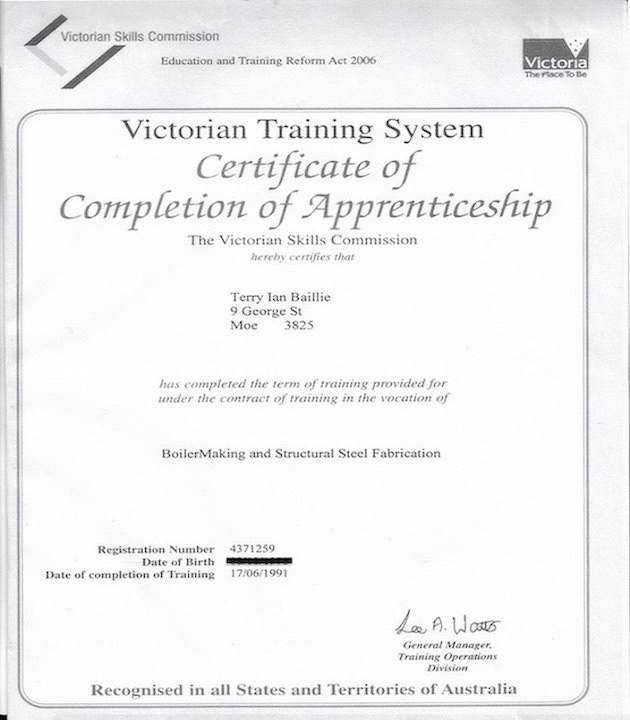 Victorian Skills Commission
Education and Training Reform Act 2006
Victoria
The Place To Be
Victorian Training System
Certificate of
Completion of Apprenticeship
The Victorian Skills Commission
hereby certifies that
Terry Ian Baillie
9 George St
Moe 3825
has completed the term of training provided for
under the contract of training in the vocation of
BoilerMaking and Structural Steel Fabrication
Registration Number 4371259
Date of Birth
Date of completion of Training 17/06/1991
Lee A. Watts
General Manager,
Training Operations
Division
Recognised in all States and Territories of Australia